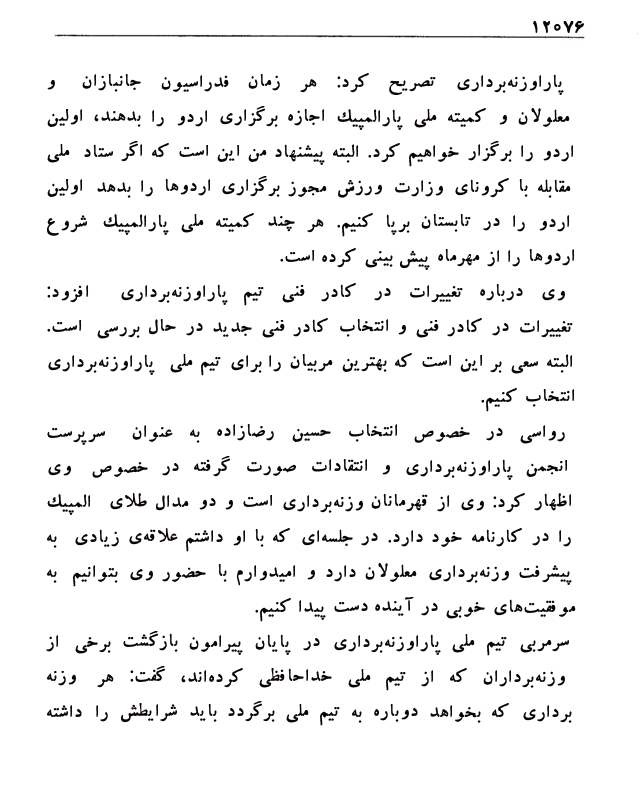 ۱۲۰۷۶
پاراوزنه‌برداری تصریح کرد: هر زمان فدراسیون جانبازان و
معلولان و کمیته ملی پارالمپیك اجازه برگزاری اردو را بدهند، اولین
اردو را برگزار خواهیم کرد. البته پیشنهاد من این است که اگر ستاد ملی
مقابله با کرونای وزارت ورزش مجوز برگزاری اردوها را بدهد اولین
اردو را در تابستان برپا کنیم. هر چند کمیته ملی پارالمپیك شروع
اردوها را از مهرماه پیش بینی کرده است.
وی درباره تغییرات در کادر فنی تیم پاراوزنه‌برداری افزود:
تغییرات در کادر فنی و انتخاب کادر فنی جدید در حال بررسی است.
البته سعی بر این است که بهترین مربیان را برای تیم ملی پاراوزنه‌برداری
انتخاب کنیم.
رواسی در خصوص انتخاب حسین رضازاده به عنوان سرپرست
انجمن پاراوزنه‌برداری و انتقادات صورت گرفته در خصوص وی
اظهار کرد: وی از قهرمانان وزنه‌برداری است و دو مدال طلای المپیك
را در کارنامه خود دارد. در جلسه‌ای که با او داشتم علاقه‌ی زیادی به
پیشرفت وزنه‌برداری معلولان دارد و امیدوارم با حضور وی بتوانیم به
موفقیت‌های خوبی در آینده دست پیدا کنیم.
سرمربی تیم ملی پاراوزنه‌برداری در پایان پیرامون بازگشت برخی از
وزنه‌برداران که از تیم ملی خداحافظی کرده‌اند، گفت: هر وزنه
برداری که بخواهد دوباره به تیم ملی برگردد باید شرایطش را داشته